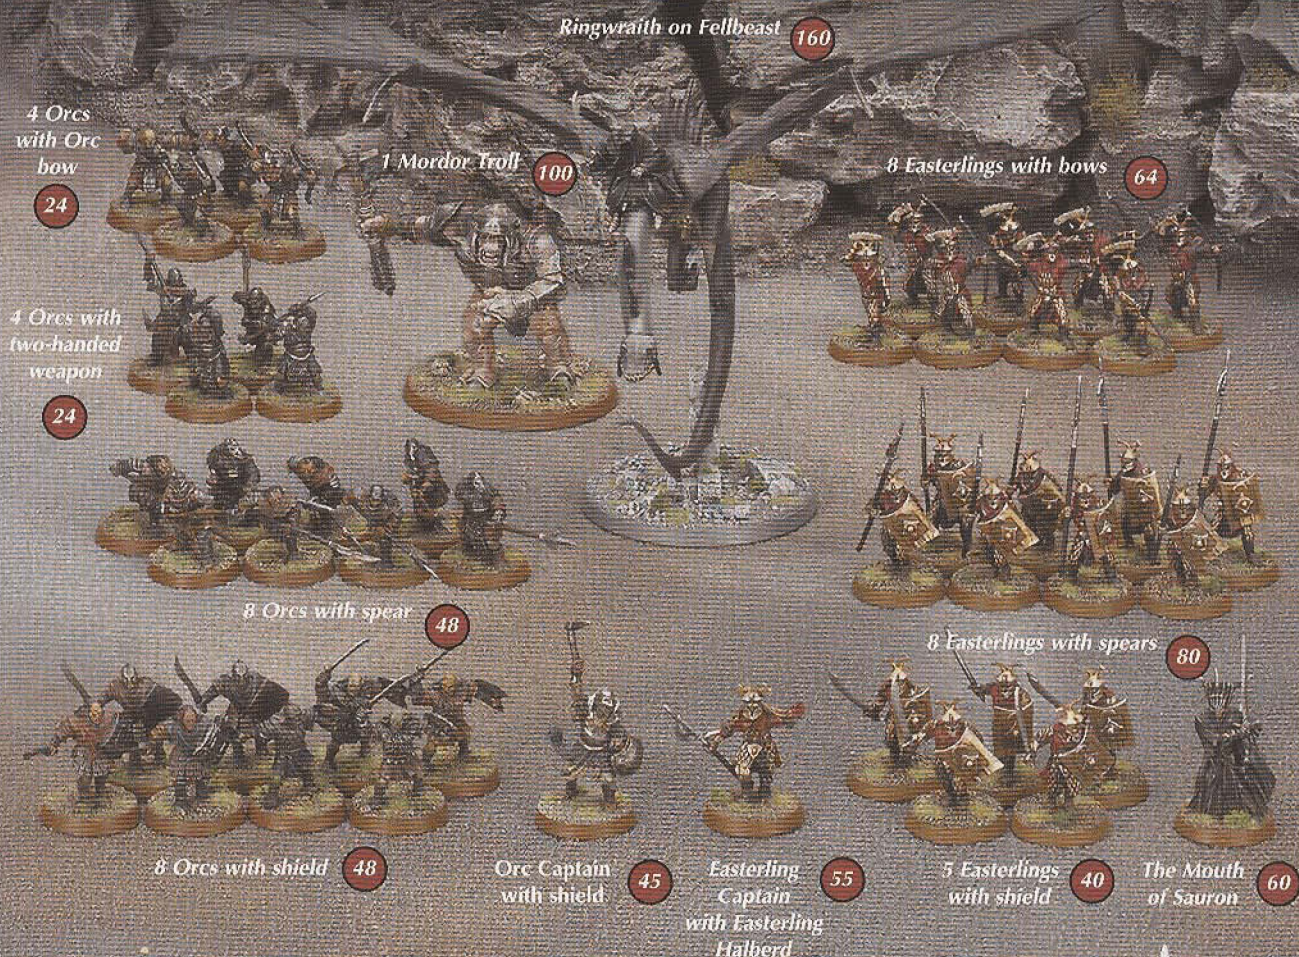 Ringwraith on Fellbeast
160
4 Orcs
with Orc
bow
24
1 Mordor Troll
100
8 Easterlings with bows
64
4 Orcs with
two-handed
weapon
24
8 Orcs with spear
48
8 Easterlings with spears
80
8 Orcs with shield
48
Orc Captain
with shield
45
Easterling
Captain
with Easterling
Halberd
55
5 Easterlings
with shield
40
The Mouth
of Sauron
60